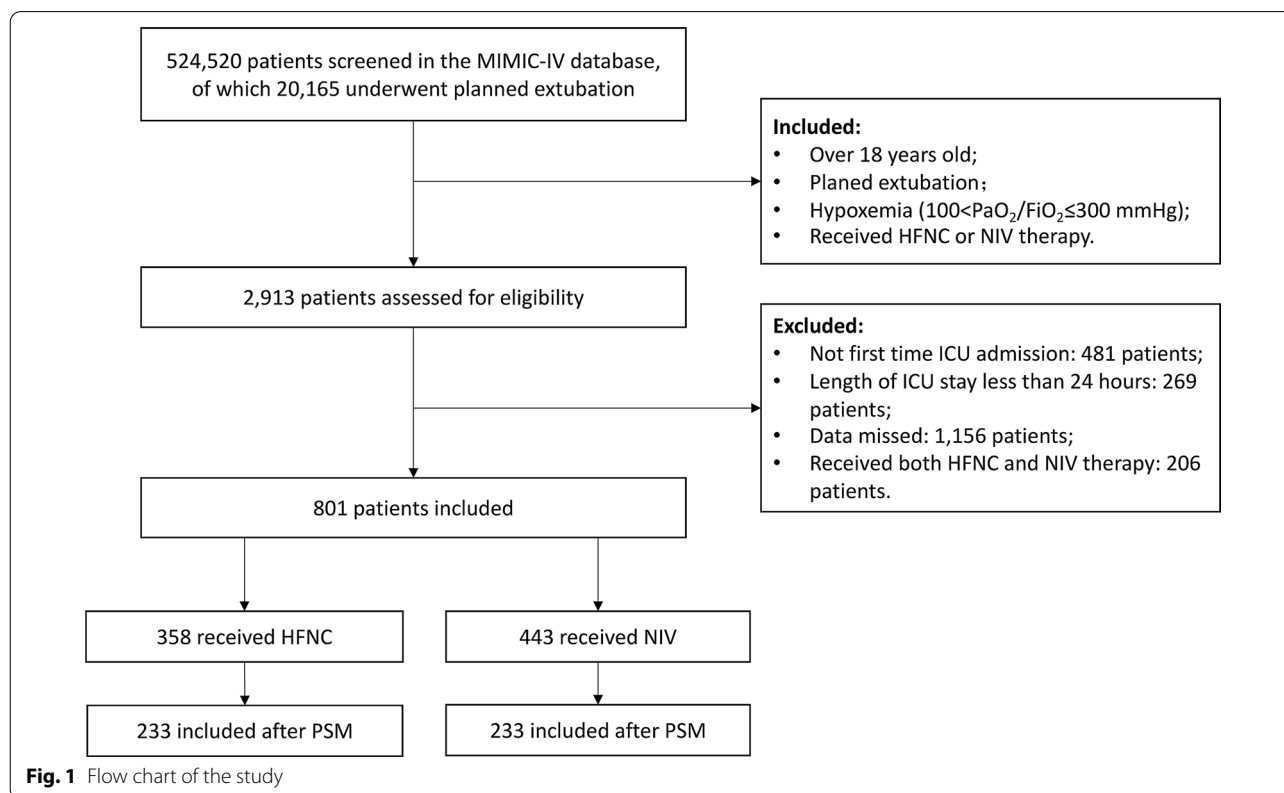 524,520 patients screened in the MIMIC-IV database,
of which 20,165 underwent planned extubation
Included:
• Over 18 years old;
• Planed extubation；
• Hypoxemia (100<PaO₂/FiO₂≤300 mmHg);
• Received HFNC or NIV therapy.
2,913 patients assessed for eligibility
Excluded:
• Not first time ICU admission: 481 patients;
• Length of ICU stay less than 24 hours: 269
patients;
• Data missed: 1,156 patients;
• Received both HFNC and NIV therapy: 206
patients.
801 patients included
358 received HFNC
443 received NIV
233 included after PSM
233 included after PSM
Fig. 1 Flow chart of the study